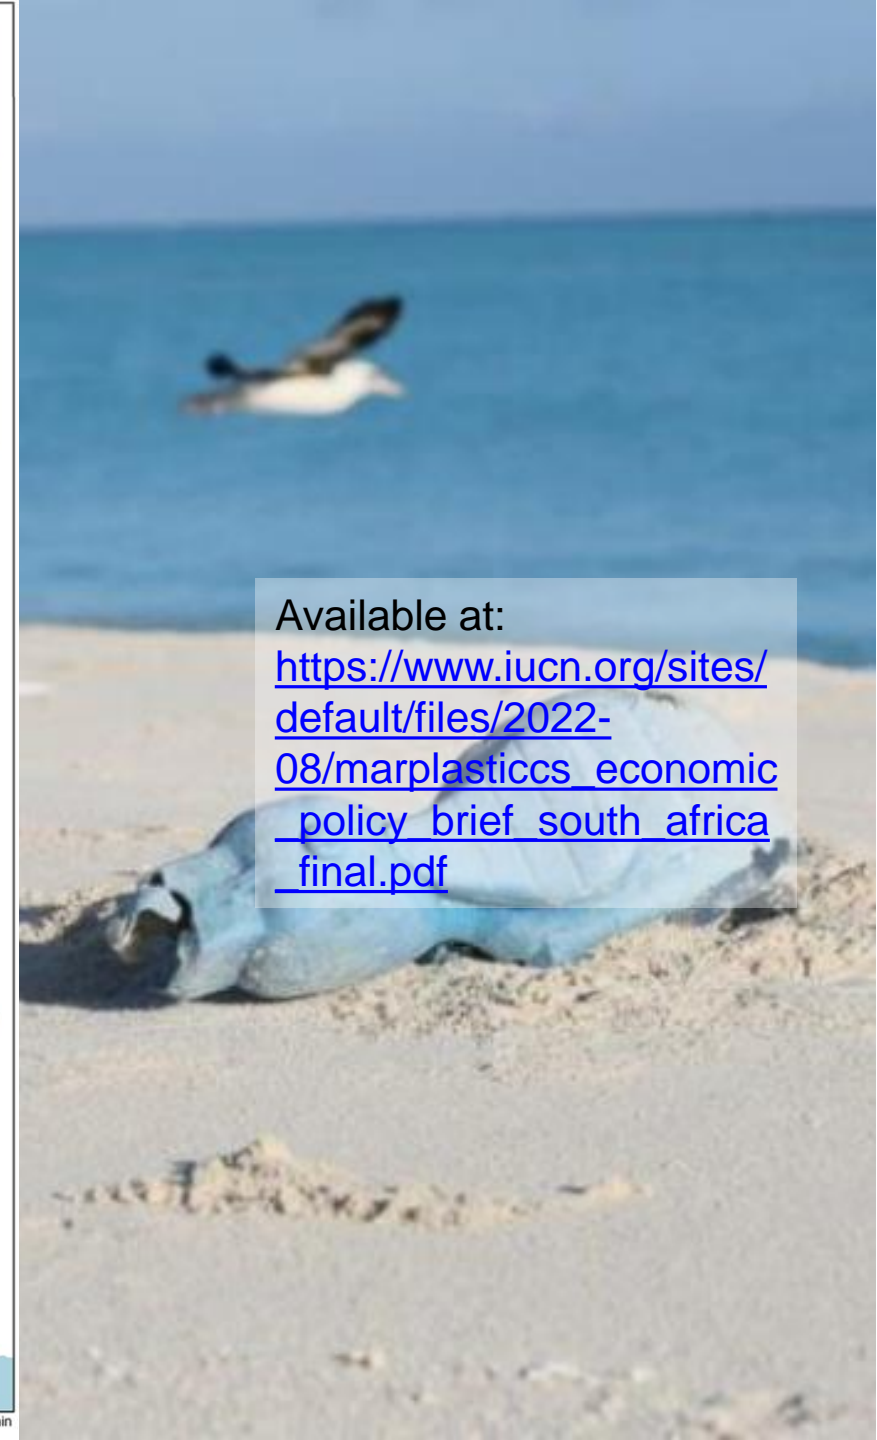 Available at:
https://www.iucn.org/sites/
default/files/2022-
08/marplasticcs_economic
_policy_brief_south_africa
_final.pdf